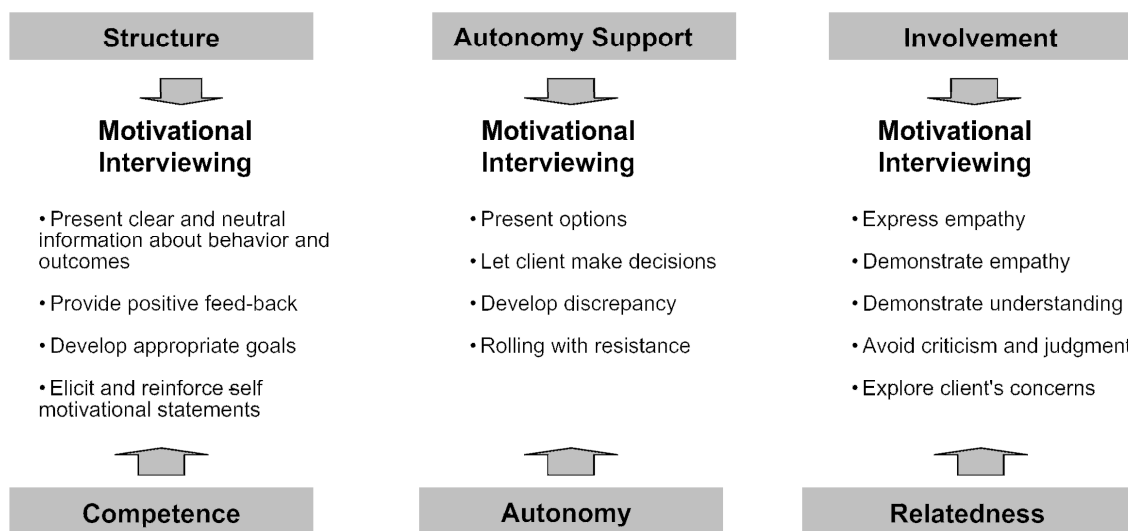 Structure
Motivational
Interviewing
• Present clear and neutral
information about behavior and
outcomes
• Provide positive feed-back
• Develop appropriate goals
• Elicit and reinforce self
motivational statements
Competence
Autonomy Support
Motivational
Interviewing
• Present options
• Let client make decisions
• Develop discrepancy
• Rolling with resistance
Autonomy
Involvement
Motivational
Interviewing
• Express empathy
• Demonstrate empathy
• Demonstrate understanding
• Avoid criticism and judgment
• Explore client's concerns
Relatedness